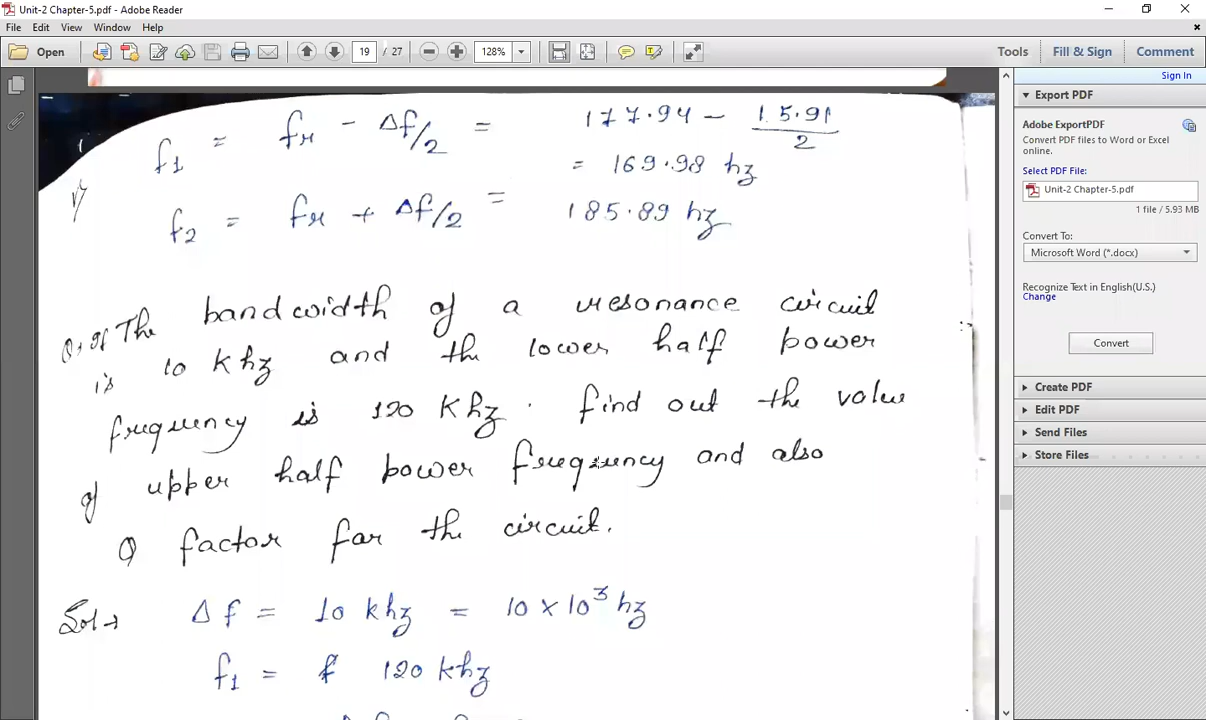 Unit-2 Chapter-5.pdf - Adobe Reader
File Edit View Window Help
Open 19 / 27 128% Tools Fill & Sign Comment
Sign In
f1 = fr - Δf/2 = 177.94 - 15.91/2
= 169.98 hz
f2 = fr + Δf/2 = 185.89 hz
Q, If The bandwidth of a resonance circuit
is 10 khz and the lower half power
frequency is 120 Khz. find out the value
of upper half power frequency and also
Q factor for the circuit.
Sol→ Δf = 10 khz = 10 x 10³ hz
f1 = f 120 khz
Export PDF
Adobe ExportPDF
Convert PDF files to Word or Excel
online.
Select PDF File:
Unit-2 Chapter-5.pdf
1 file / 5.93 MB
Convert To:
Microsoft Word (*.docx)
Recognize Text in English(U.S.)
Change
Convert
Create PDF
Edit PDF
Send Files
Store Files